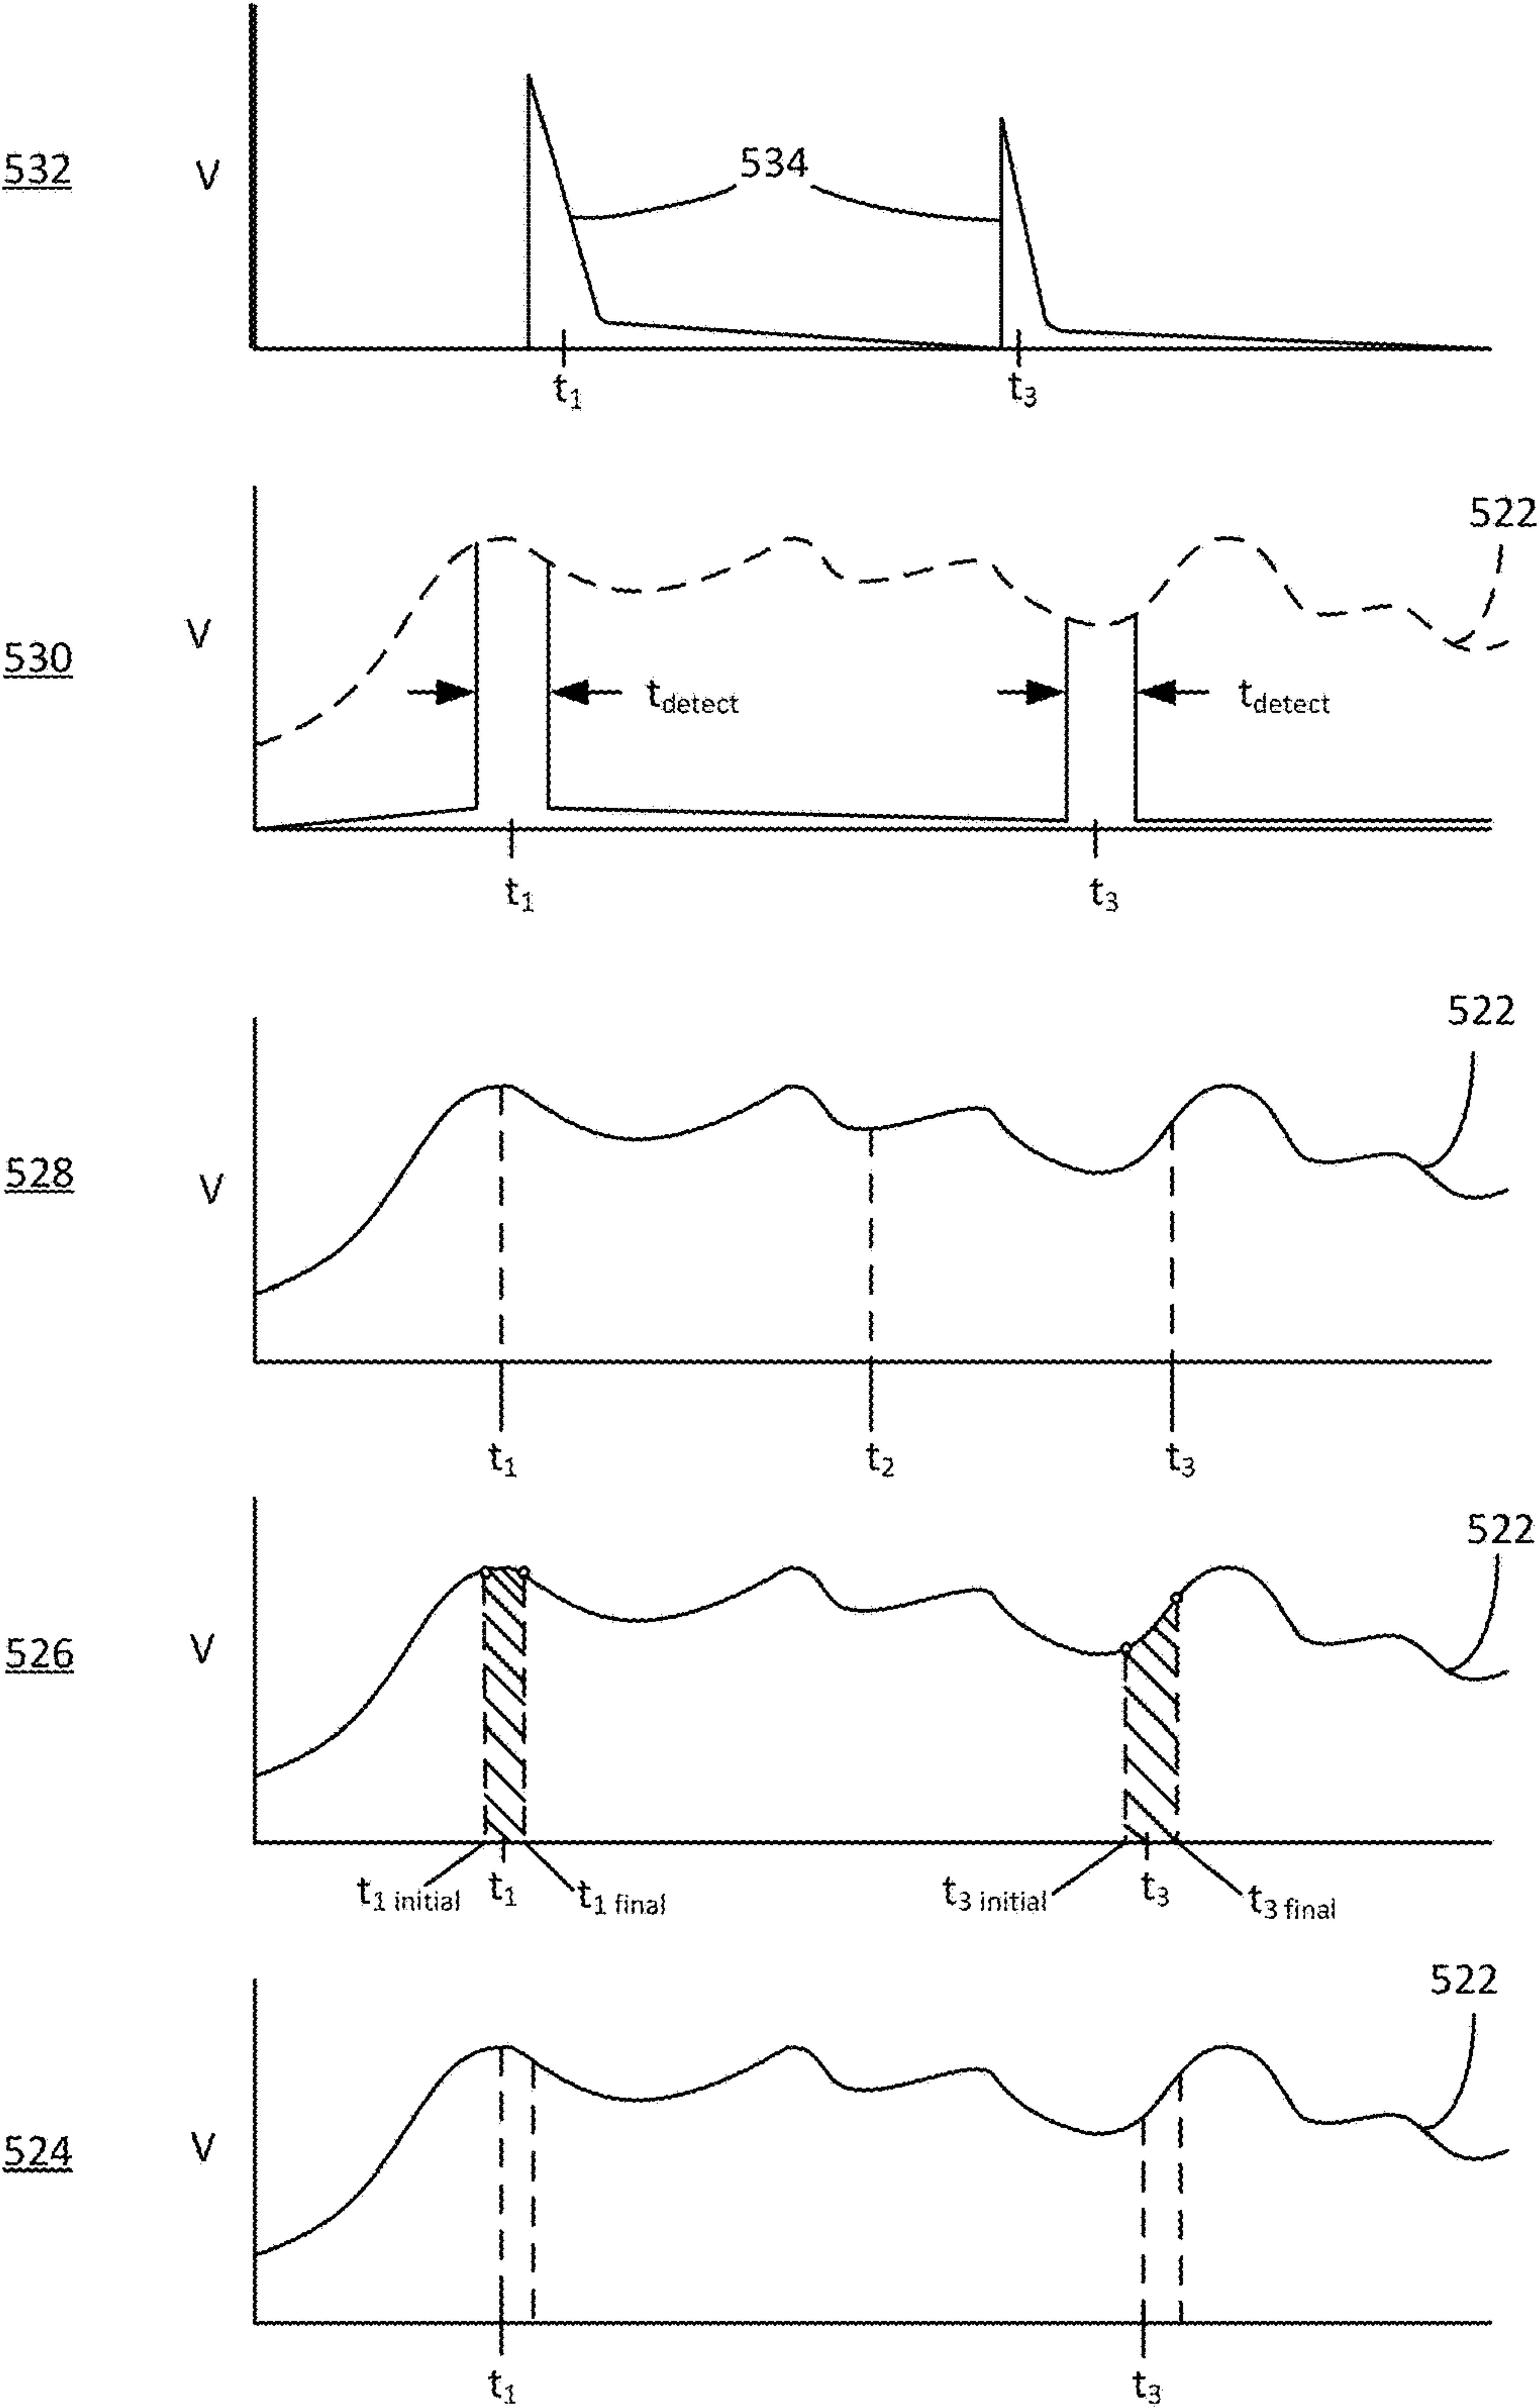 534
532 V
t1 t3
522
V
530
tdetect tdetect
t1 t3
522
528 V
t1 t2 t3
522
526 V
t1 initial t1 t1 final t3 initial t3 t3 final
522
524 V
t1 t3